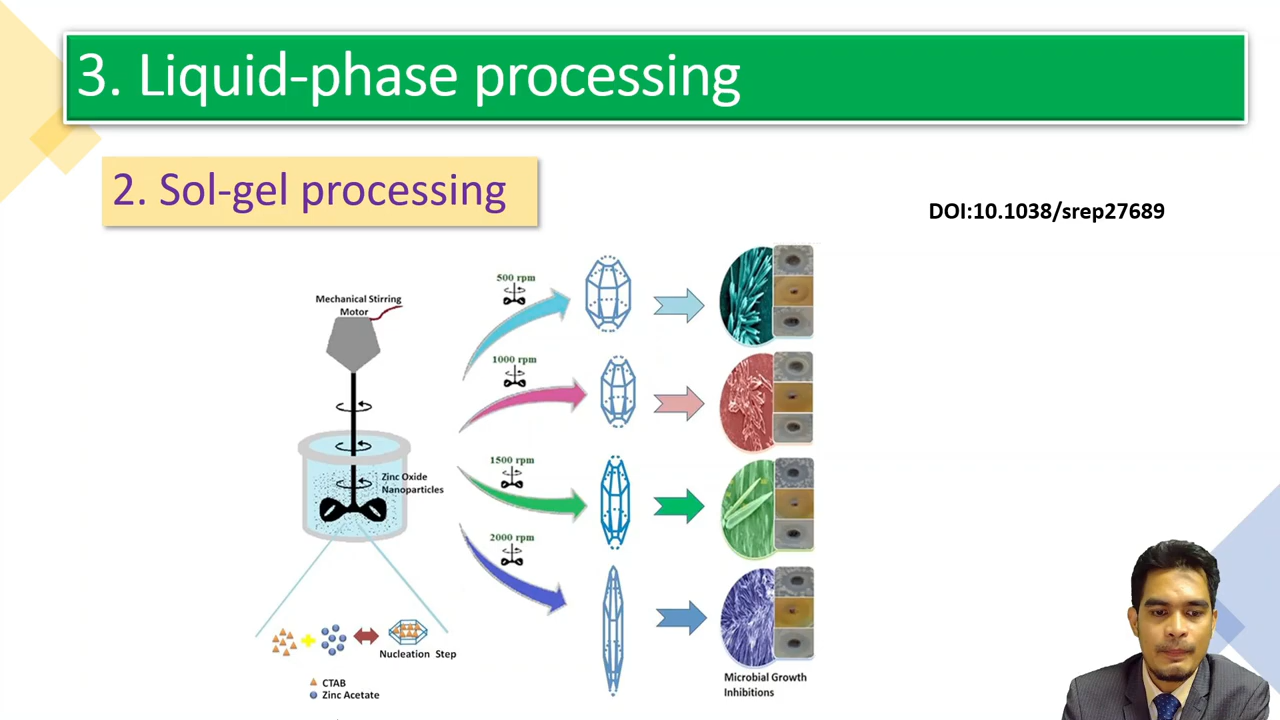 3. Liquid-phase processing
2. Sol-gel processing
DOI:10.1038/srep27689
Mechanical Stirring
Motor
Zinc Oxide
Nanoparticles
500 rpm
1000 rpm
1500 rpm
2000 rpm
Nucleation Step
CTAB
Zinc Acetate
Microbial Growth
Inhibitions